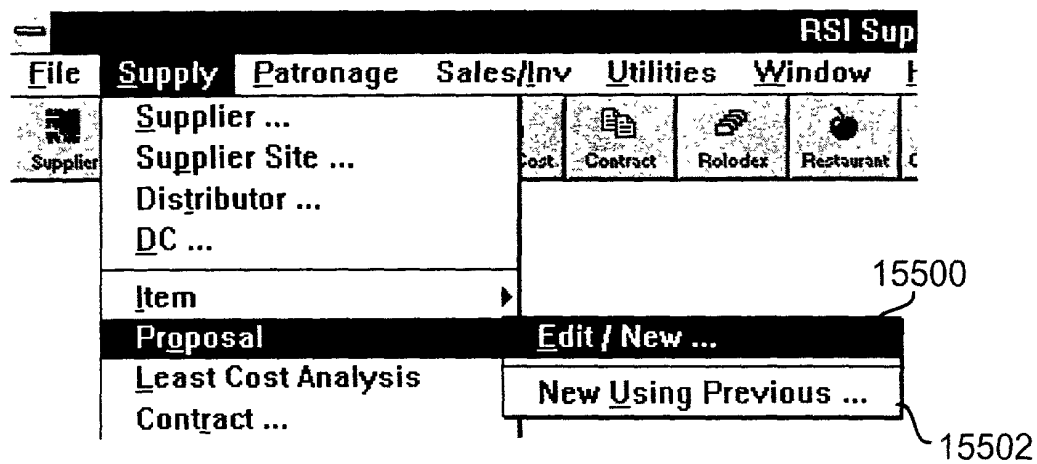 RSI Sup
File Supply Patronage Sales/Inv Utilities Window H
Supplier ...
Supplier Cost Contract Rolodex Restaurant
Supplier Site ...
Distributor ...
DC ...
15500
Item
Proposal Edit / New ...
Least Cost Analysis
New Using Previous ...
Contract ...
15502